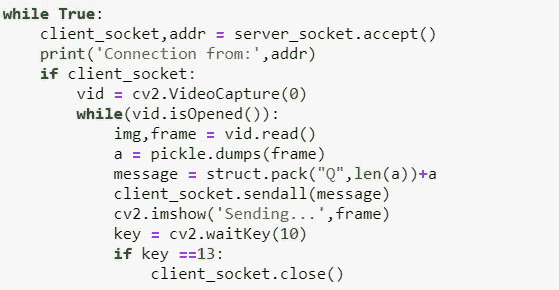 while True:
    client_socket,addr = server_socket.accept()
    print('Connection from:',addr)
    if client_socket:
        vid = cv2.VideoCapture(0)
        while(vid.isOpened()):
            img,frame = vid.read()
            a = pickle.dumps(frame)
            message = struct.pack("Q",len(a))+a
            client_socket.sendall(message)
            cv2.imshow('Sending...',frame)
            key = cv2.waitKey(10)
            if key ==13:
                client_socket.close()